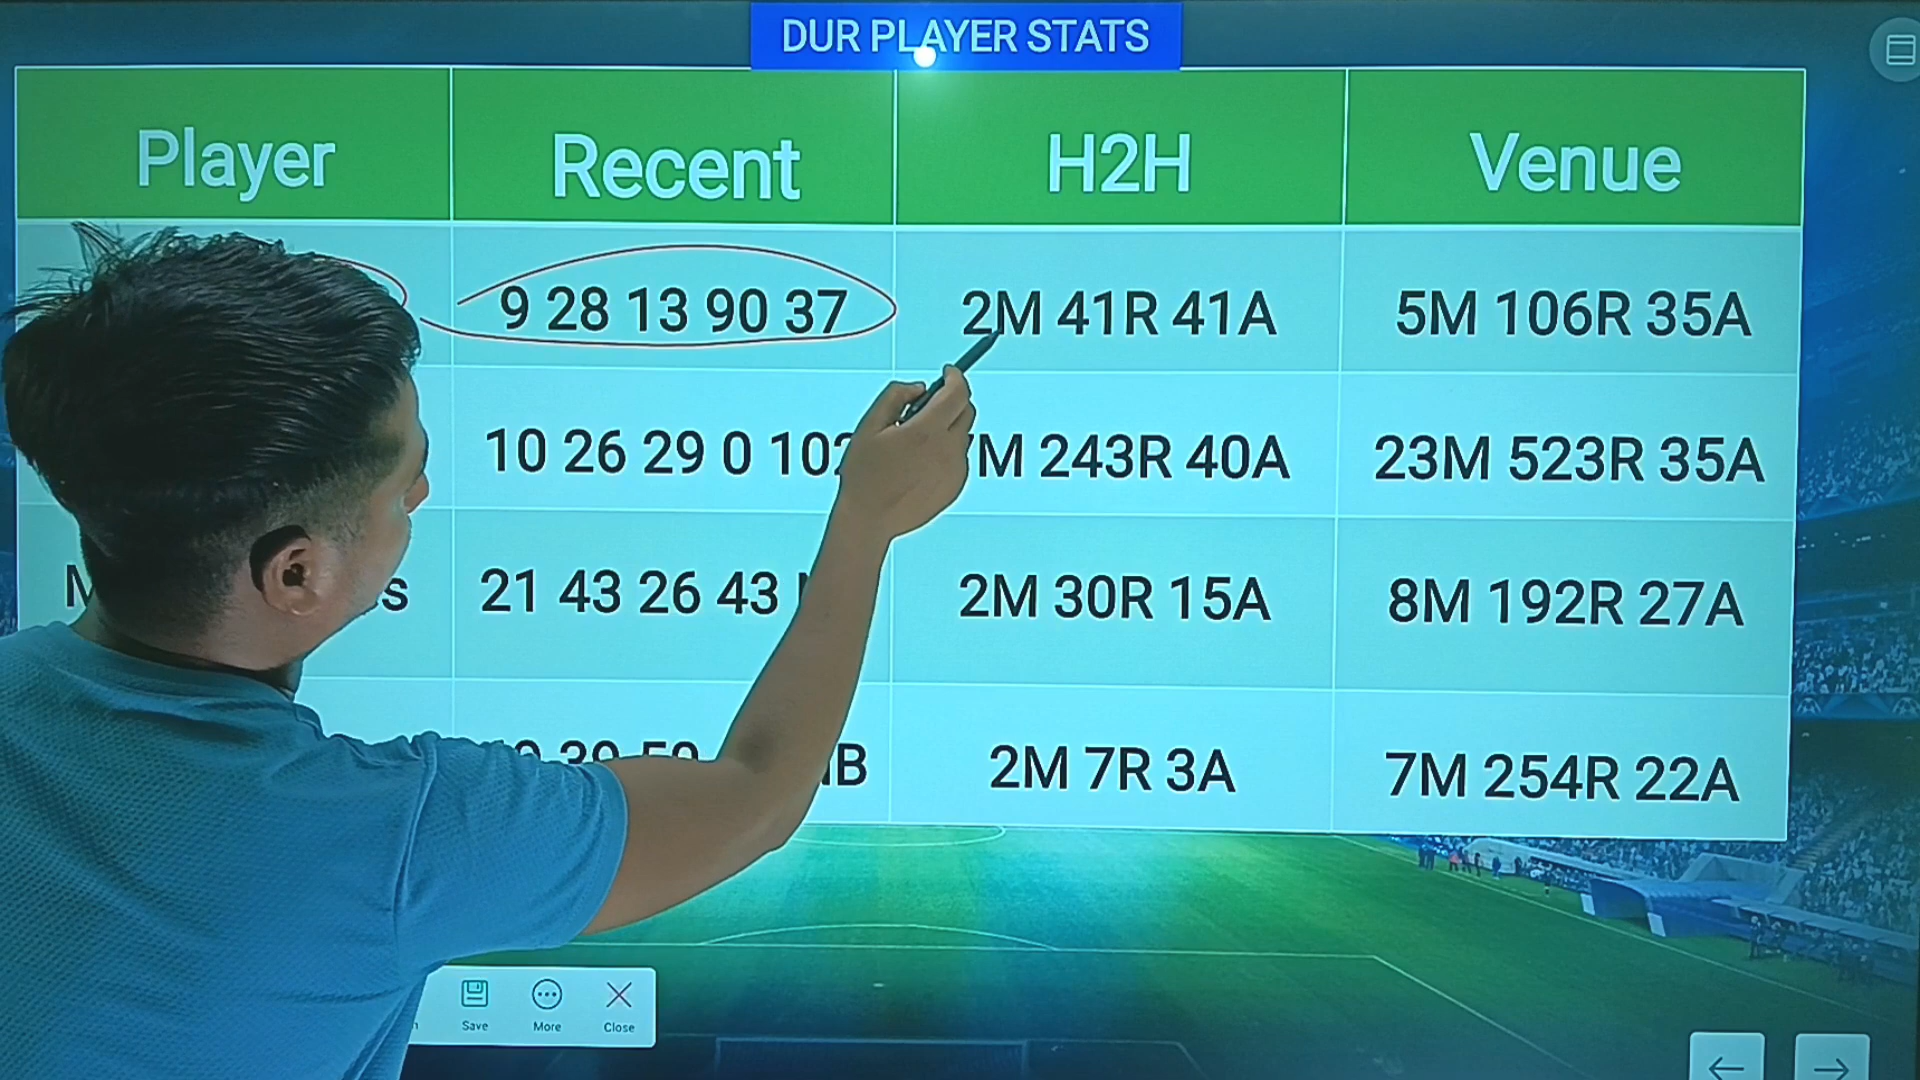 DUR PLAYER STATS
Player Recent H2H Venue
9 28 13 90 37 2M 41R 41A 5M 106R 35A
10 26 29 0 M 243R 40A 23M 523R 35A
21 43 26 43 2M 30R 15A 8M 192R 27A
39 59 2M 7R 3A 7M 254R 22A
Save More Close